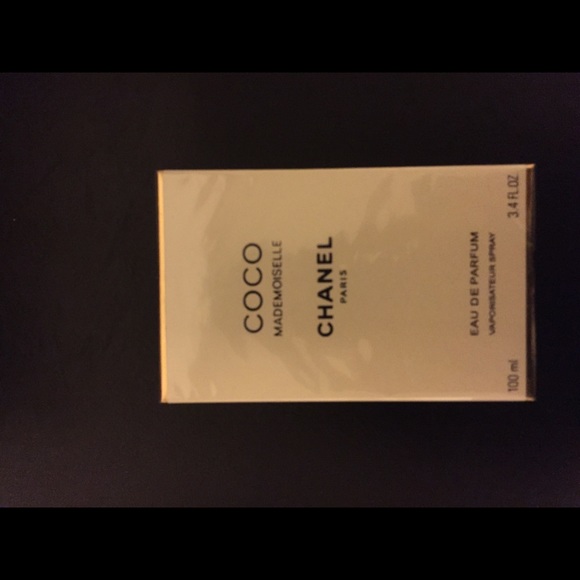 COCO
MADEMOISELLE
CHANEL
PARIS
EAU DE PARFUM
VAPORISATEUR SPRAY
100 ml 3.4 FL.OZ